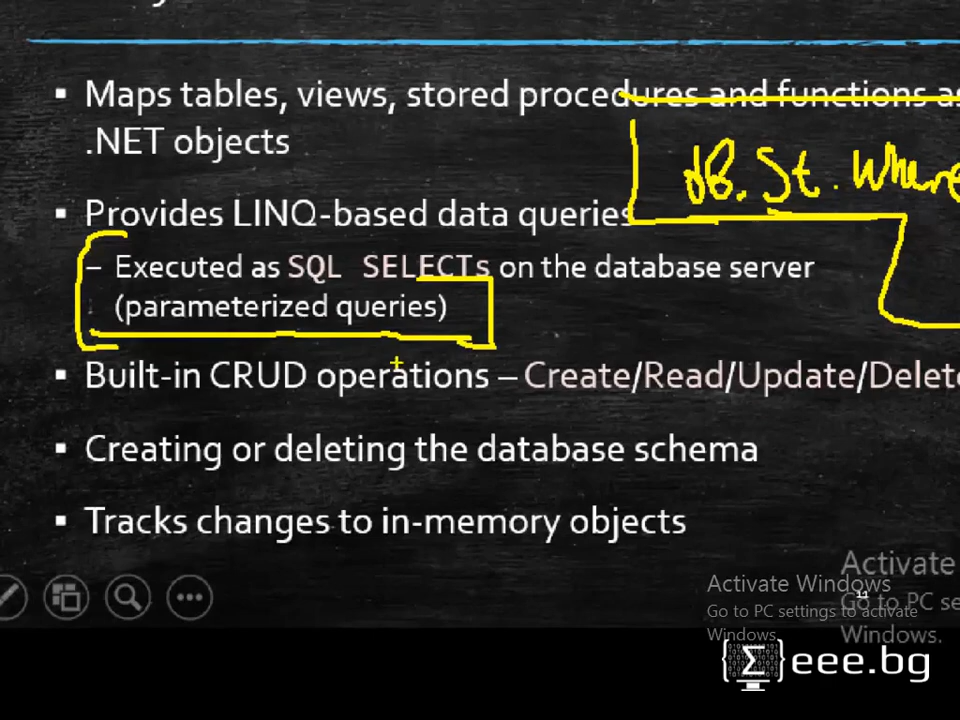 ▪ Maps tables, views, stored procedures and functions as
.NET objects
dB.St.Where
▪ Provides LINQ-based data queries
– Executed as SQL SELECTs on the database server
(parameterized queries)
▪ Built-in CRUD operations – Create/Read/Update/Delete
▪ Creating or deleting the database schema
▪ Tracks changes to in-memory objects
Activate
Activate Windows
11
Go to PC se
Go to PC settings to activate
Windows.
Windows.
{Σ}eee.bg